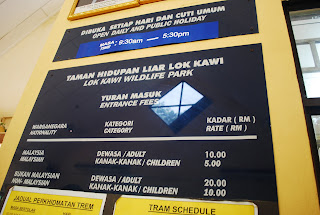 DIBUKA SETIAP HARI DAN CUTI UMUM
OPEN DAILY AND PUBLIC HOLIDAY
MASA
TIME : 9:30am — 5:30pm
TAMAN HIDUPAN LIAR LOK KAWI
LOK KAWI WILDLIFE PARK
YURAN MASUK
ENTRANCE FEES
WARGANEGARA KATEGORI KADAR ( RM )
NATIONALITY CATEGORY RATE ( RM )
MALAYSIA DEWASA / ADULT 10.00
MALAYSIAN KANAK-KANAK / CHILDREN 5.00
BUKAN MALAYSIA DEWASA / ADULT 20.00
NON- MALAYSIAN KANAK-KANAK / CHILDREN 10.00
JADUAL PERKHIDMATAN TREM
TRAM SCHEDULE